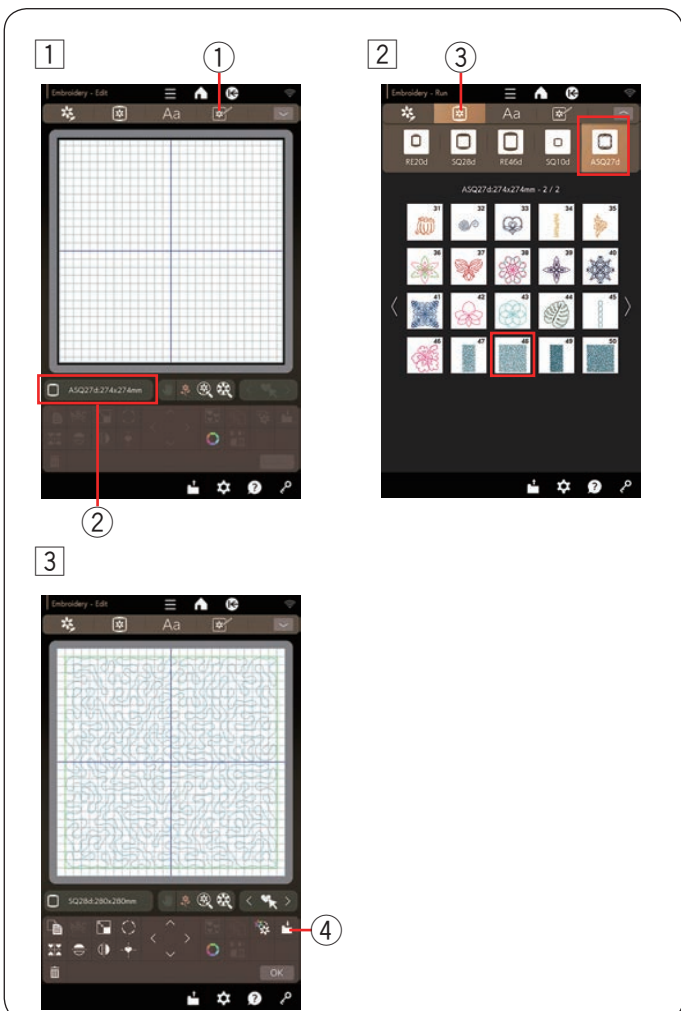 1
1
2
3
Embroidery - Edit
Aa
ASQ27d:274x274mm
2
Embroidery - Run
Aa
RE20d SQ28d RE46d SQ10d ASQ27d
ASQ27d:274x274mm - 2 / 2
31 32 33 34 35
36 37 38 39 40
41 42 43 44 45
46 47 48 49 50
?
?
3
Embroidery - Edit
Aa
SQ28d:280x280mm
4
OK
?